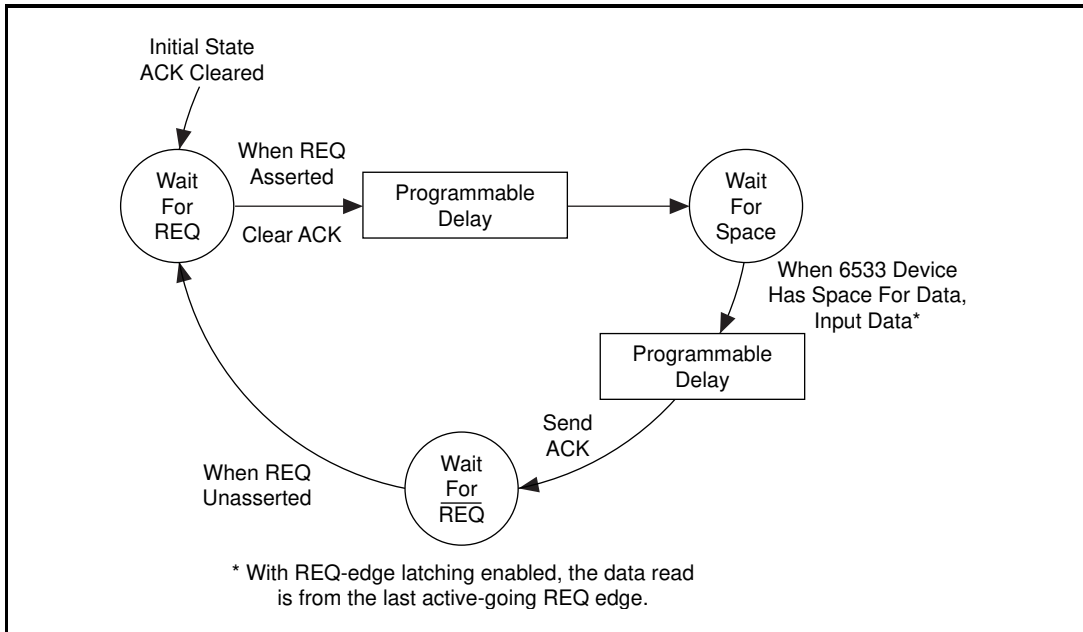 Initial State
ACK Cleared
Wait
For
REQ
When REQ
Asserted
Clear ACK
Programmable
Delay
Wait
For
Space
When 6533 Device
Has Space For Data,
Input Data*
Programmable
Delay
Send
ACK
Wait
For
R̅E̅Q̅
When REQ
Unasserted
* With REQ-edge latching enabled, the data read
is from the last active-going REQ edge.